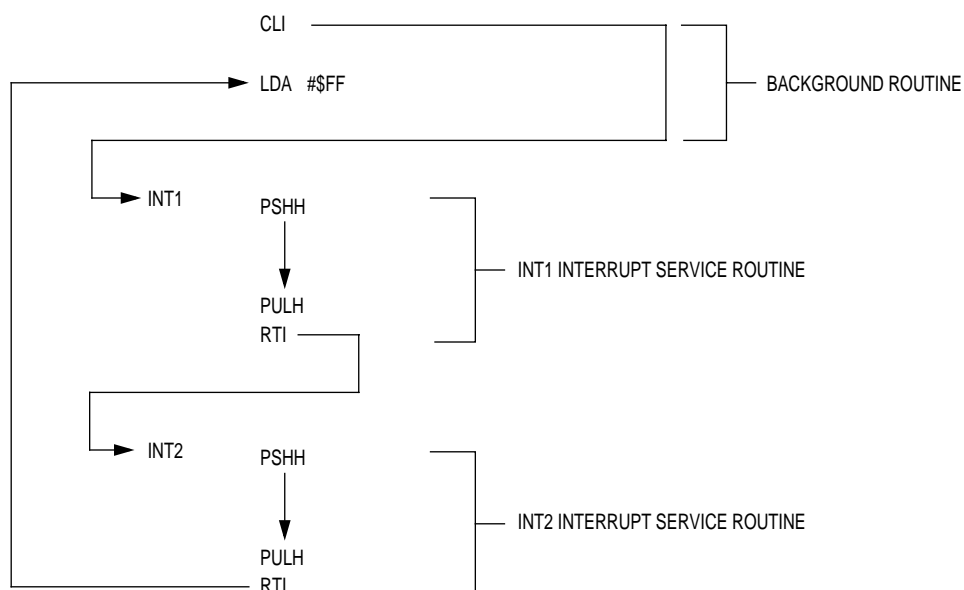 CLI
LDA #$FF
BACKGROUND ROUTINE
INT1
PSHH
INT1 INTERRUPT SERVICE ROUTINE
PULH
RTI
INT2
PSHH
INT2 INTERRUPT SERVICE ROUTINE
PULH
RTI